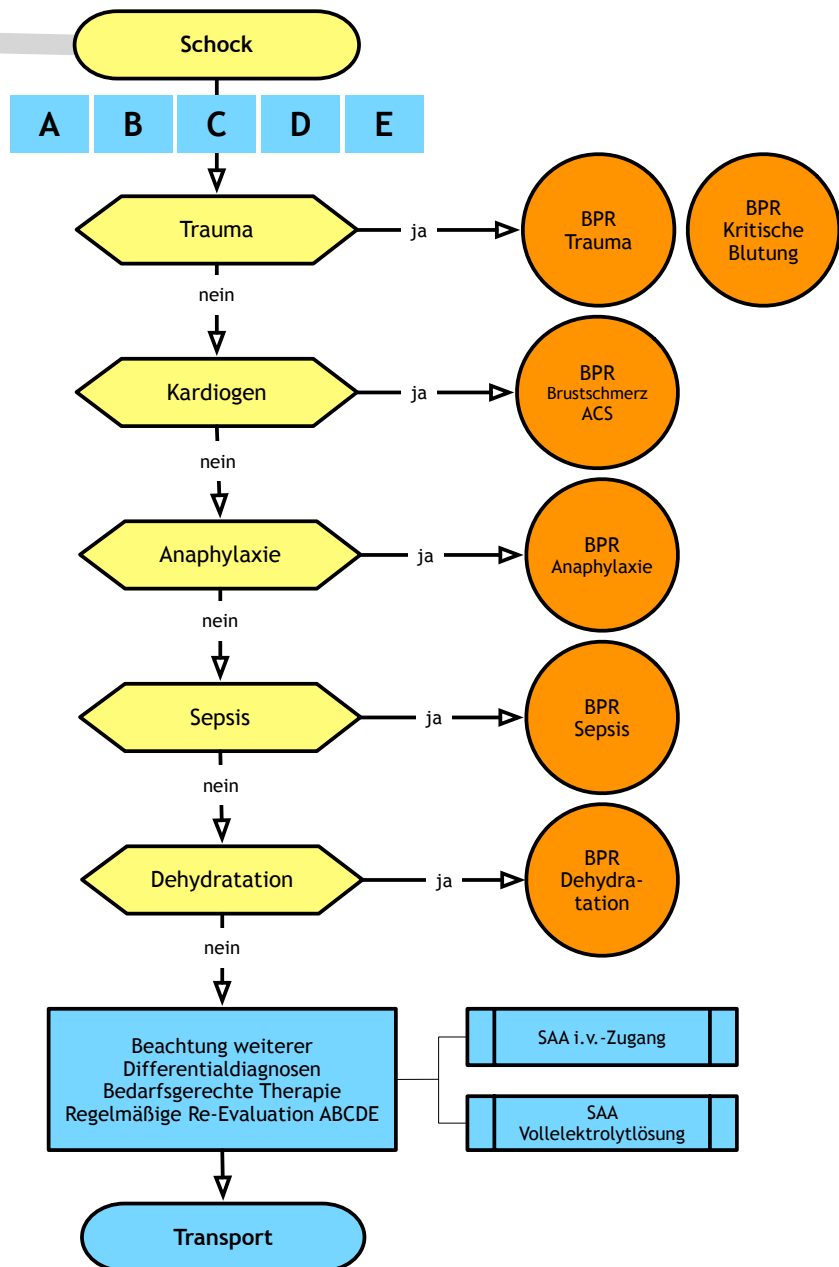 Schock
A B C D E
Trauma
ja
BPR
Trauma
BPR
Kritische
Blutung
nein
Kardiogen
ja
BPR
Brustschmerz
ACS
nein
Anaphylaxie
ja
BPR
Anaphylaxie
nein
Sepsis
ja
BPR
Sepsis
nein
Dehydratation
ja
BPR
Dehydra-
tation
nein
Beachtung weiterer
Differentialdiagnosen
Bedarfsgerechte Therapie
Regelmäßige Re-Evaluation ABCDE
SAA i.v.-Zugang
SAA
Vollelektrolytlösung
Transport